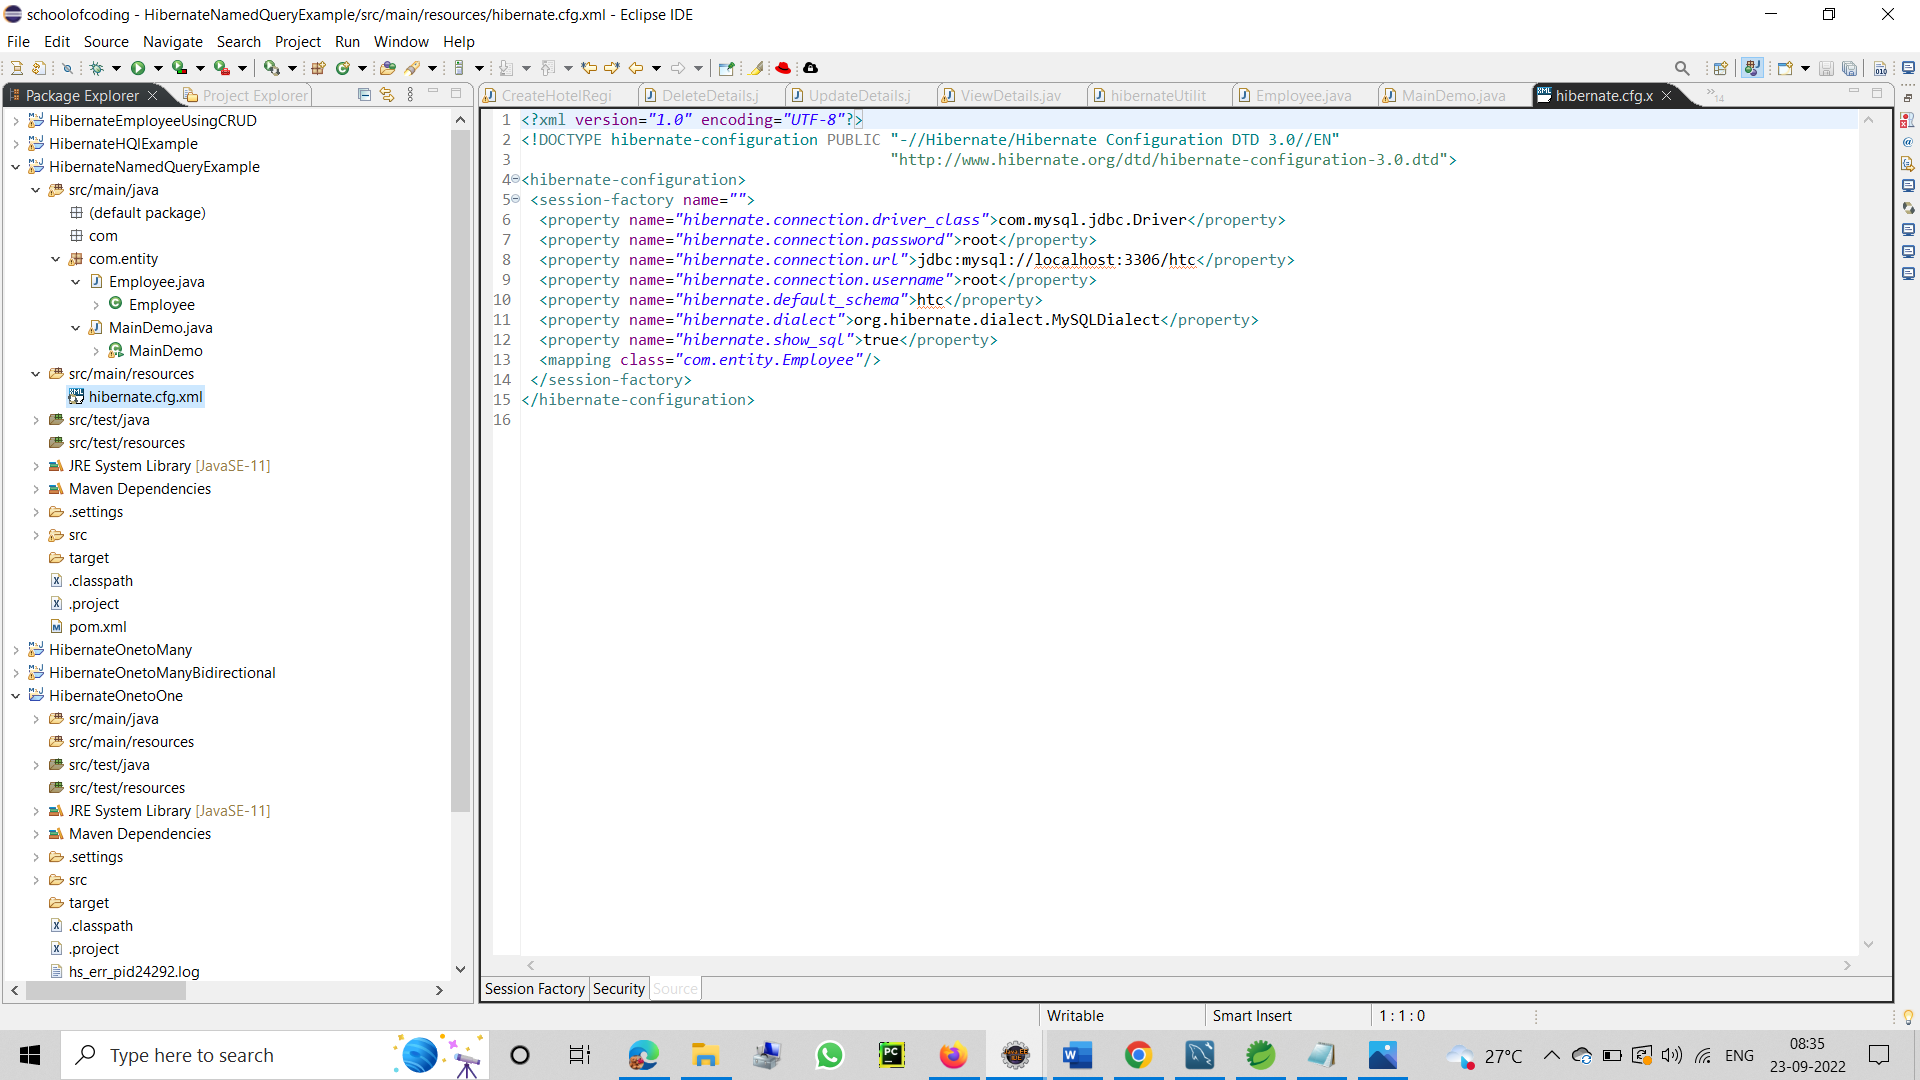 schoolofcoding - HibernateNamedQueryExample/src/main/resources/hibernate.cfg.xml - Eclipse IDE
File Edit Source Navigate Search Project Run Window Help
Package Explorer Project Explorer
HibernateEmployeeUsingCRUD
HibernateHQlExample
HibernateNamedQueryExample
src/main/java
(default package)
com
com.entity
Employee.java
Employee
MainDemo.java
MainDemo
src/main/resources
hibernate.cfg.xml
src/test/java
src/test/resources
JRE System Library [JavaSE-11]
Maven Dependencies
.settings
src
target
.classpath
.project
pom.xml
HibernateOnetoMany
HibernateOnetoManyBidirectional
HibernateOnetoOne
src/main/java
src/main/resources
src/test/java
src/test/resources
JRE System Library [JavaSE-11]
Maven Dependencies
.settings
src
target
.classpath
.project
hs_err_pid24292.log
CreateHotelRegi DeleteDetails.j UpdateDetails.j ViewDetails.jav hibernateUtilit Employee.java MainDemo.java hibernate.cfg.x 14
1 <?xml version="1.0" encoding="UTF-8"?>
2 <!DOCTYPE hibernate-configuration PUBLIC "-//Hibernate/Hibernate Configuration DTD 3.0//EN"
3 "http://www.hibernate.org/dtd/hibernate-configuration-3.0.dtd">
4 <hibernate-configuration>
5 <session-factory name="">
6 <property name="hibernate.connection.driver_class">com.mysql.jdbc.Driver</property>
7 <property name="hibernate.connection.password">root</property>
8 <property name="hibernate.connection.url">jdbc:mysql://localhost:3306/htc</property>
9 <property name="hibernate.connection.username">root</property>
10 <property name="hibernate.default_schema">htc</property>
11 <property name="hibernate.dialect">org.hibernate.dialect.MySQLDialect</property>
12 <property name="hibernate.show_sql">true</property>
13 <mapping class="com.entity.Employee"/>
14 </session-factory>
15 </hibernate-configuration>
16
Session Factory Security Source
Writable Smart Insert 1 : 1 : 0
Type here to search
27°C ENG 08:35
23-09-2022